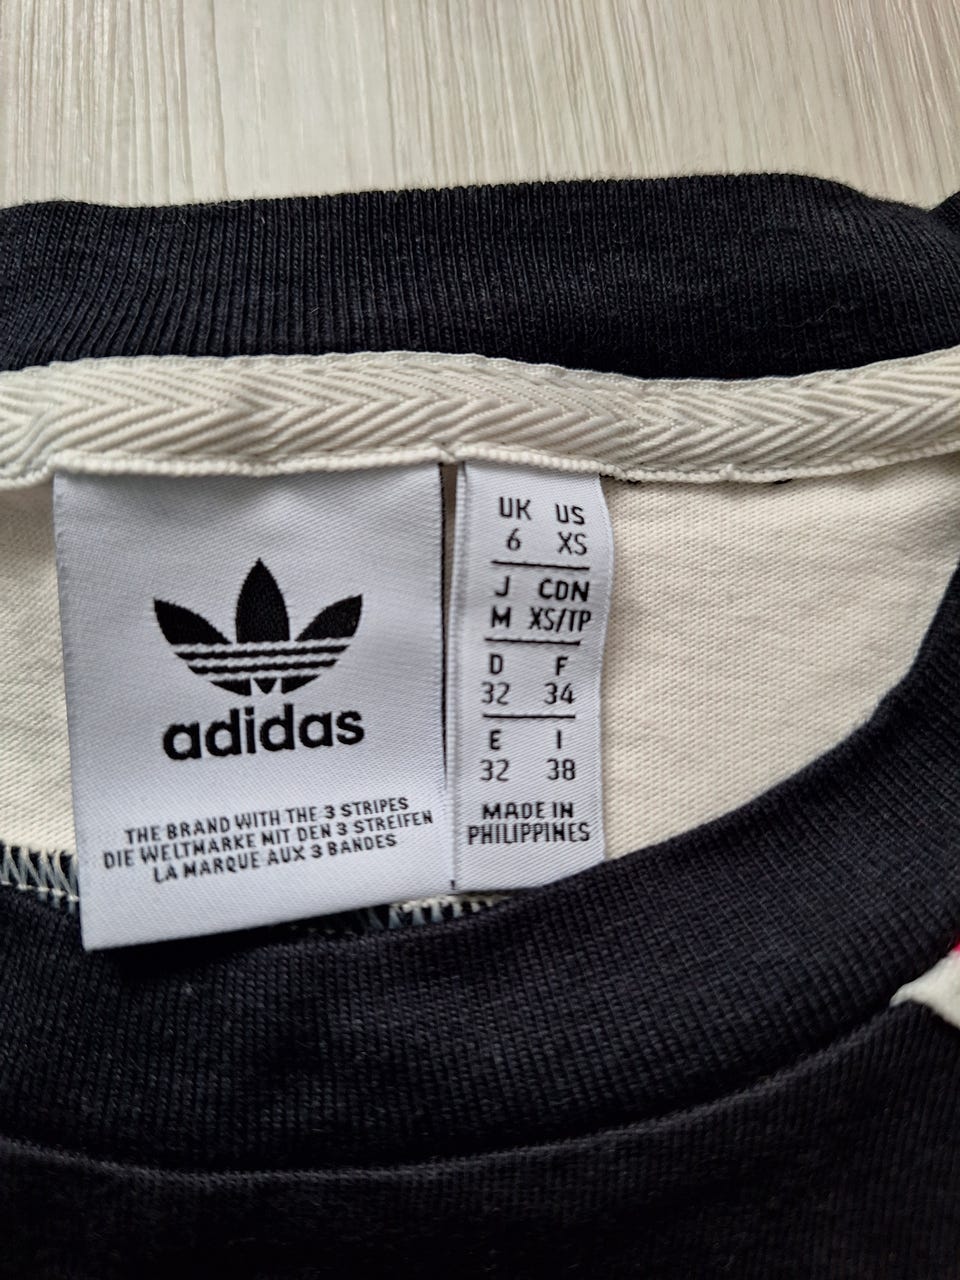 adidas
THE BRAND WITH THE 3 STRIPES
DIE WELTMARKE MIT DEN 3 STREIFEN
LA MARQUE AUX 3 BANDES
UK US
6 XS
J CDN
M XS/TP
D F
32 34
E I
32 38
MADE IN
PHILIPPINES